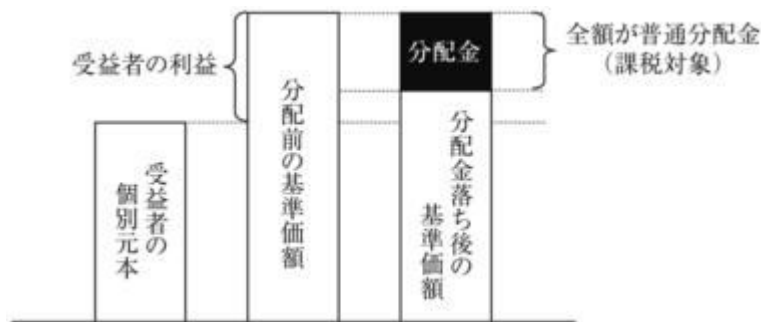 受益者の利益
受益者の
個別元本
分配前の基準価額
分配金
分配金落ち後の
基準価額
全額が普通分配金
（課税対象）